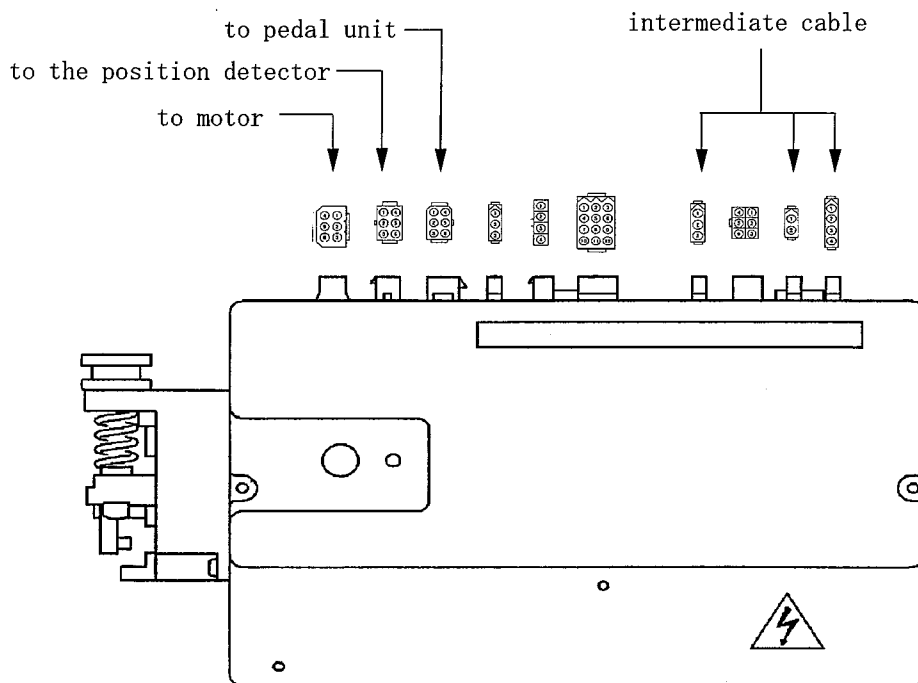 to pedal unit
intermediate cable
to the position detector
to motor